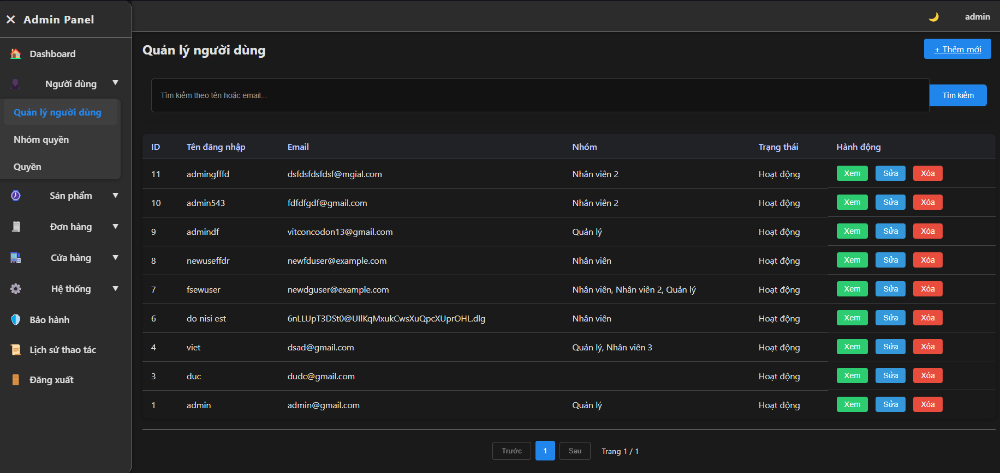 ✕ Admin Panel
admin
Dashboard
Người dùng ▼
Quản lý người dùng
Nhóm quyền
Quyền
Sản phẩm ▼
Đơn hàng ▼
Cửa hàng ▼
Hệ thống ▼
Bảo hành
Lịch sử thao tác
Đăng xuất
Quản lý người dùng
+ Thêm mới
Tìm kiếm theo tên hoặc email...
Tìm kiếm
ID Tên đăng nhập Email Nhóm Trạng thái Hành động
11 admingfffd dsfdsfdsfdsf@mgial.com Nhân viên 2 Hoạt động Xem Sửa Xóa
10 admin543 fdfdfgdf@gmail.com Nhân viên 2 Hoạt động Xem Sửa Xóa
9 admindf vitconcodon13@gmail.com Quản lý Hoạt động Xem Sửa Xóa
8 newuseffdr newfduser@example.com Nhân viên Hoạt động Xem Sửa Xóa
7 fsewuser newdguser@example.com Nhân viên, Nhân viên 2, Quản lý Hoạt động Xem Sửa Xóa
6 do nisi est 6nLLUpT3DSt0@UIlKqMxukCwsXuQpcXUprOHL.dlg Nhân viên Hoạt động Xem Sửa Xóa
4 viet dsad@gmail.com Quản lý, Nhân viên 3 Hoạt động Xem Sửa Xóa
3 duc dudc@gmail.com Hoạt động Xem Sửa Xóa
1 admin admin@gmail.com Quản lý Hoạt động Xem Sửa Xóa
Trước 1 Sau Trang 1 / 1